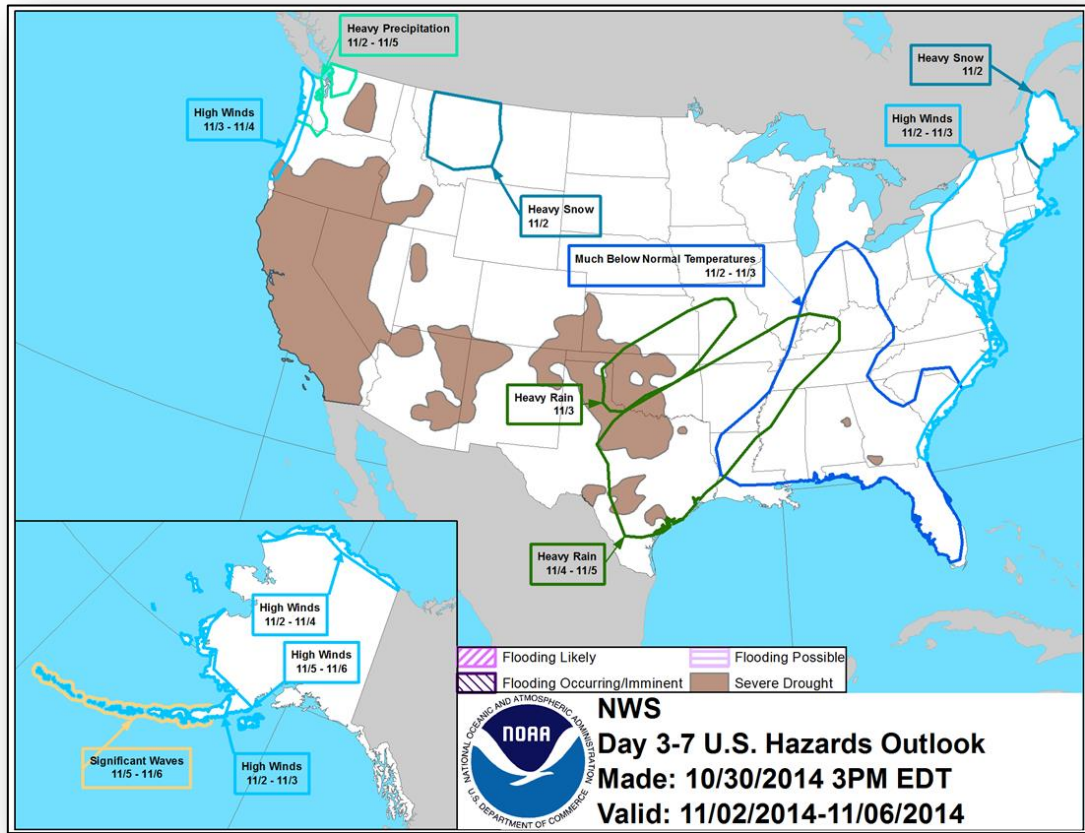 Heavy Precipitation
11/2 - 11/5
Heavy Snow
11/2
High Winds
11/3 - 11/4
High Winds
11/2 - 11/3
Heavy Snow
11/2
Much Below Normal Temperatures
11/2 - 11/3
Heavy Rain
11/3
Heavy Rain
11/4 - 11/5
High Winds
11/2 - 11/4
High Winds
11/5 - 11/6
Significant Waves
11/5 - 11/6
High Winds
11/2 - 11/3
Flooding Likely
Flooding Possible
Flooding Occurring/Imminent
Severe Drought
NATIONAL OCEANIC AND ATMOSPHERIC ADMINISTRATION
NOAA
U.S. DEPARTMENT OF COMMERCE
NWS
Day 3-7 U.S. Hazards Outlook
Made: 10/30/2014 3PM EDT
Valid: 11/02/2014-11/06/2014